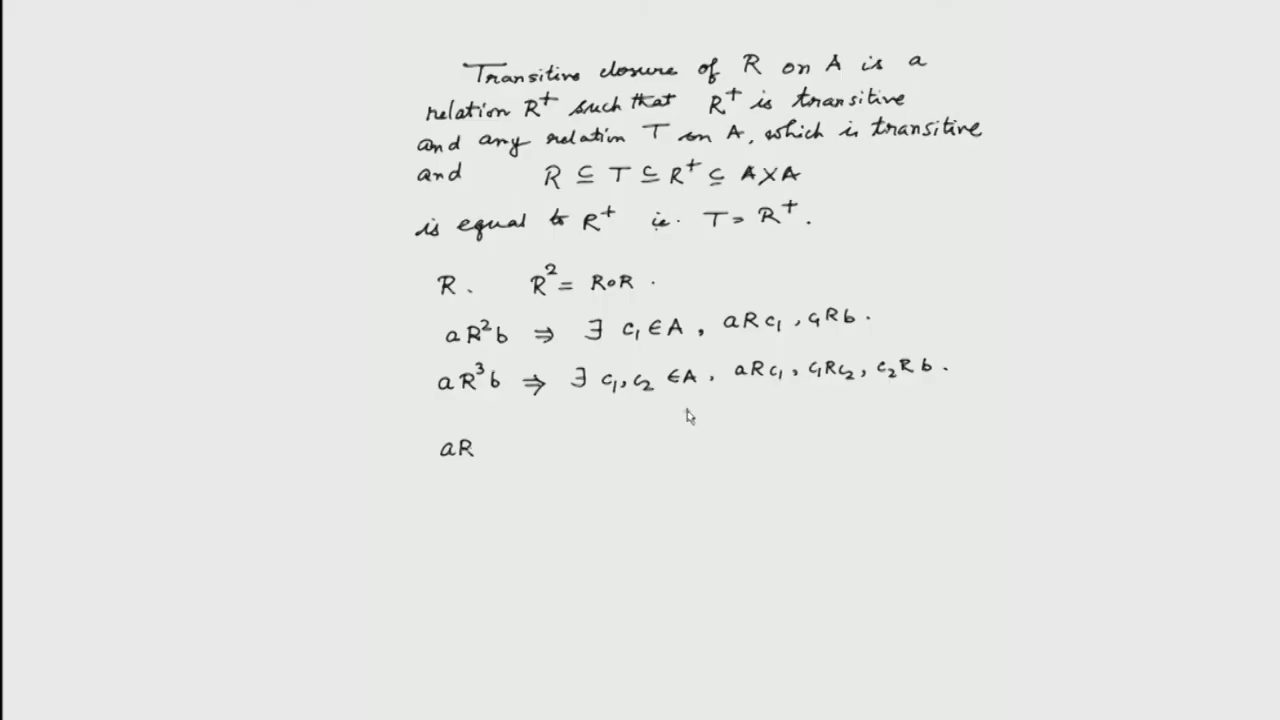 Transitive closure of R on A is a
relation R⁺ such that R⁺ is transitive
and any relation T on A, which is transitive
and R ⊆ T ⊆ R⁺ ⊆ A×A
is equal to R⁺ ie. T = R⁺.
R. R² = R∘R.
aR²b ⇒ ∃ c₁ ∈ A, aRc₁, c₁Rb.
aR³b ⇒ ∃ c₁, c₂ ∈ A, aRc₁, c₁Rc₂, c₂Rb.
aR